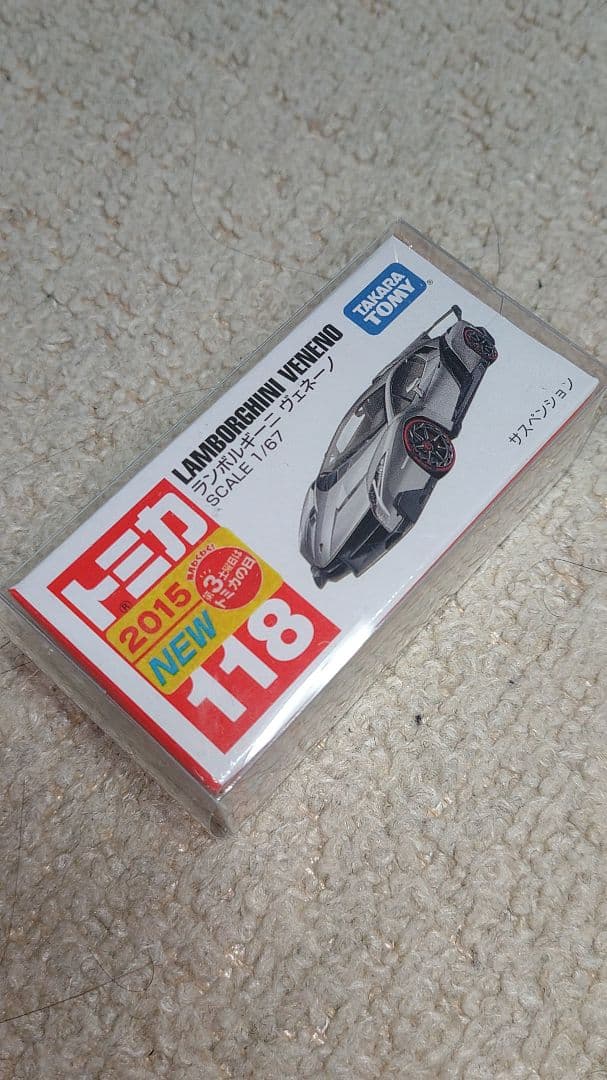 TAKARA
TOMY
®
LAMBORGHINI VENENO
ランボルギーニ ヴェネーノ
SCALE 1/67
サスペンション
トミカ
®
2015
NEW
第3土曜日は
トミカの日
118